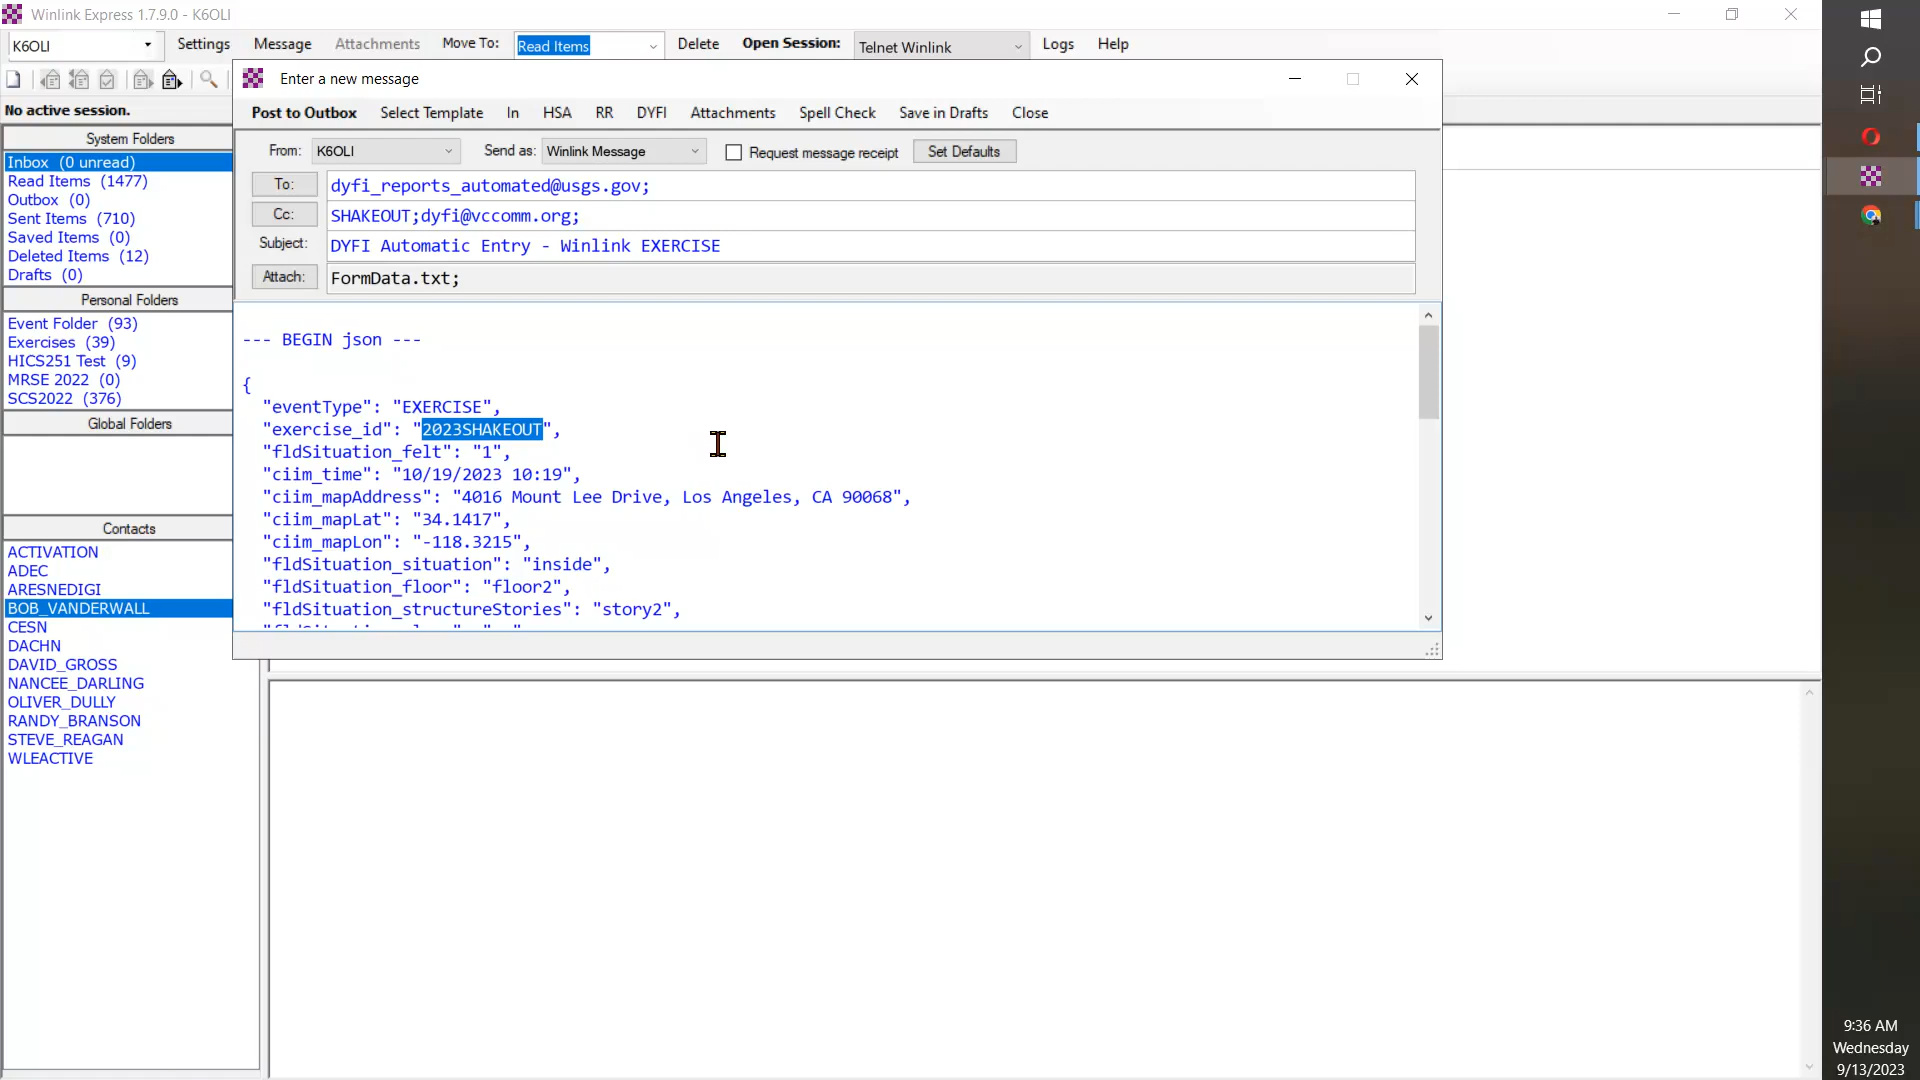 Winlink Express 1.7.9.0 - K6OLI
K6OLI Settings Message Attachments Move To: Read Items Delete Open Session: Telnet Winlink Logs Help
No active session.
System Folders
Inbox (0 unread)
Read Items (1477)
Outbox (0)
Sent Items (710)
Saved Items (0)
Deleted Items (12)
Drafts (0)
Personal Folders
Event Folder (93)
Exercises (39)
HICS251 Test (9)
MRSE 2022 (0)
SCS2022 (376)
Global Folders
Contacts
ACTIVATION
ADEC
ARESNEDIGI
BOB_VANDERWALL
CESN
DACHN
DAVID_GROSS
NANCEE_DARLING
OLIVER_DULLY
RANDY_BRANSON
STEVE_REAGAN
WLEACTIVE
Enter a new message
Post to Outbox Select Template In HSA RR DYFI Attachments Spell Check Save in Drafts Close
From: K6OLI Send as: Winlink Message Request message receipt Set Defaults
To: dyfi_reports_automated@usgs.gov;
Cc: SHAKEOUT;dyfi@vccomm.org;
Subject: DYFI Automatic Entry - Winlink EXERCISE
Attach: FormData.txt;
--- BEGIN json ---
{
"eventType": "EXERCISE",
"exercise_id": "2023SHAKEOUT",
"fldSituation_felt": "1",
"ciim_time": "10/19/2023 10:19",
"ciim_mapAddress": "4016 Mount Lee Drive, Los Angeles, CA 90068",
"ciim_mapLat": "34.1417",
"ciim_mapLon": "-118.3215",
"fldSituation_situation": "inside",
"fldSituation_floor": "floor2",
"fldSituation_structureStories": "story2",
9:36 AM
Wednesday
9/13/2023